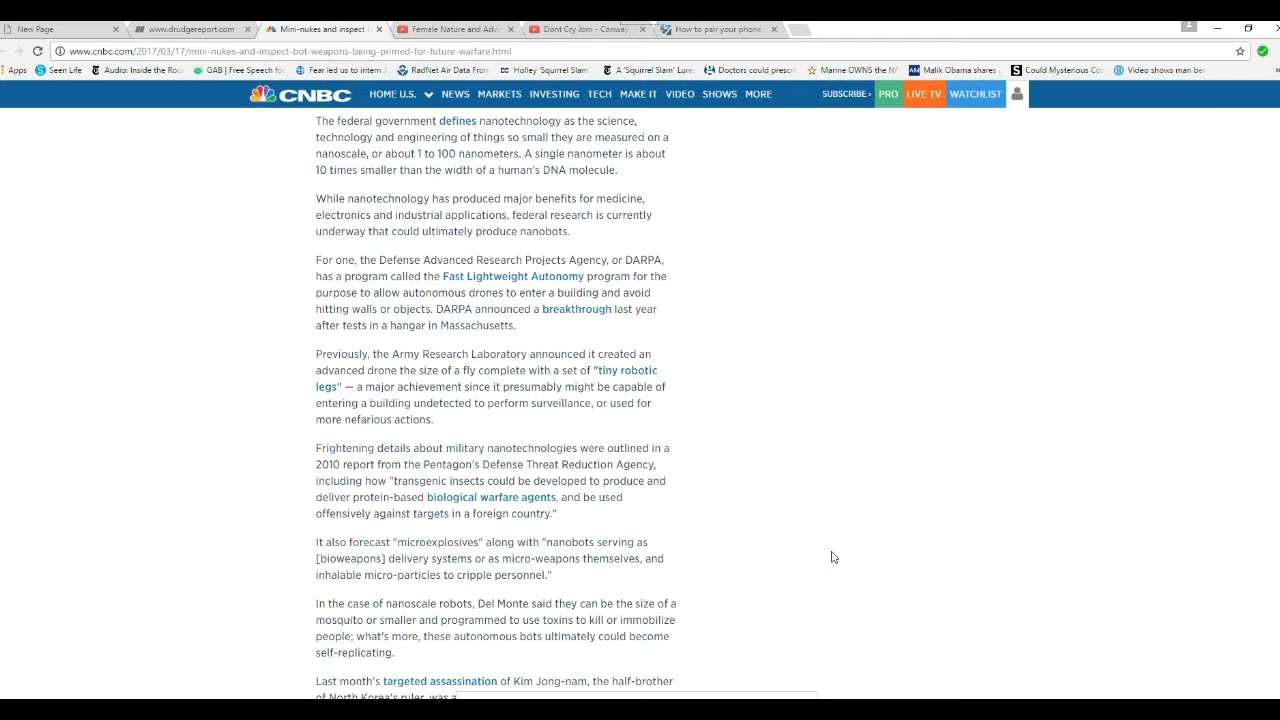 New Page
www.drudgereport.com
Mini-nukes and inspect
Female Nature and Adv
Dont Cry Joni - Conway
How to pair your phone
www.cnbc.com/2017/03/17/mini-nukes-and-inspect-bot-weapons-being-primed-for-future-warfare.html
Apps
Seen Life
Audio: Inside the Roc
GAB | Free Speech fo
Fear led us to intern J
RadNet Air Data From
Holley 'Squirrel Slam'
A 'Squirrel Slam' Lure
Doctors could prescr
Marine OWNS the NF
Malik Obama shares
Could Mysterious Co
Video shows man be
CNBC
HOME U.S. NEWS MARKETS INVESTING TECH MAKE IT VIDEO SHOWS MORE
SUBSCRIBE PRO LIVE TV WATCHLIST
The federal government defines nanotechnology as the science,
technology and engineering of things so small they are measured on a
nanoscale, or about 1 to 100 nanometers. A single nanometer is about
10 times smaller than the width of a human's DNA molecule.
While nanotechnology has produced major benefits for medicine,
electronics and industrial applications, federal research is currently
underway that could ultimately produce nanobots.
For one, the Defense Advanced Research Projects Agency, or DARPA,
has a program called the Fast Lightweight Autonomy program for the
purpose to allow autonomous drones to enter a building and avoid
hitting walls or objects. DARPA announced a breakthrough last year
after tests in a hangar in Massachusetts.
Previously, the Army Research Laboratory announced it created an
advanced drone the size of a fly complete with a set of "tiny robotic
legs" — a major achievement since it presumably might be capable of
entering a building undetected to perform surveillance, or used for
more nefarious actions.
Frightening details about military nanotechnologies were outlined in a
2010 report from the Pentagon's Defense Threat Reduction Agency,
including how "transgenic insects could be developed to produce and
deliver protein-based biological warfare agents, and be used
offensively against targets in a foreign country."
It also forecast "microexplosives" along with "nanobots serving as
[bioweapons] delivery systems or as micro-weapons themselves, and
inhalable micro-particles to cripple personnel."
In the case of nanoscale robots, Del Monte said they can be the size of a
mosquito or smaller and programmed to use toxins to kill or immobilize
people; what's more, these autonomous bots ultimately could become
self-replicating.
Last month's targeted assassination of Kim Jong-nam, the half-brother
of North Korea's ruler, was a